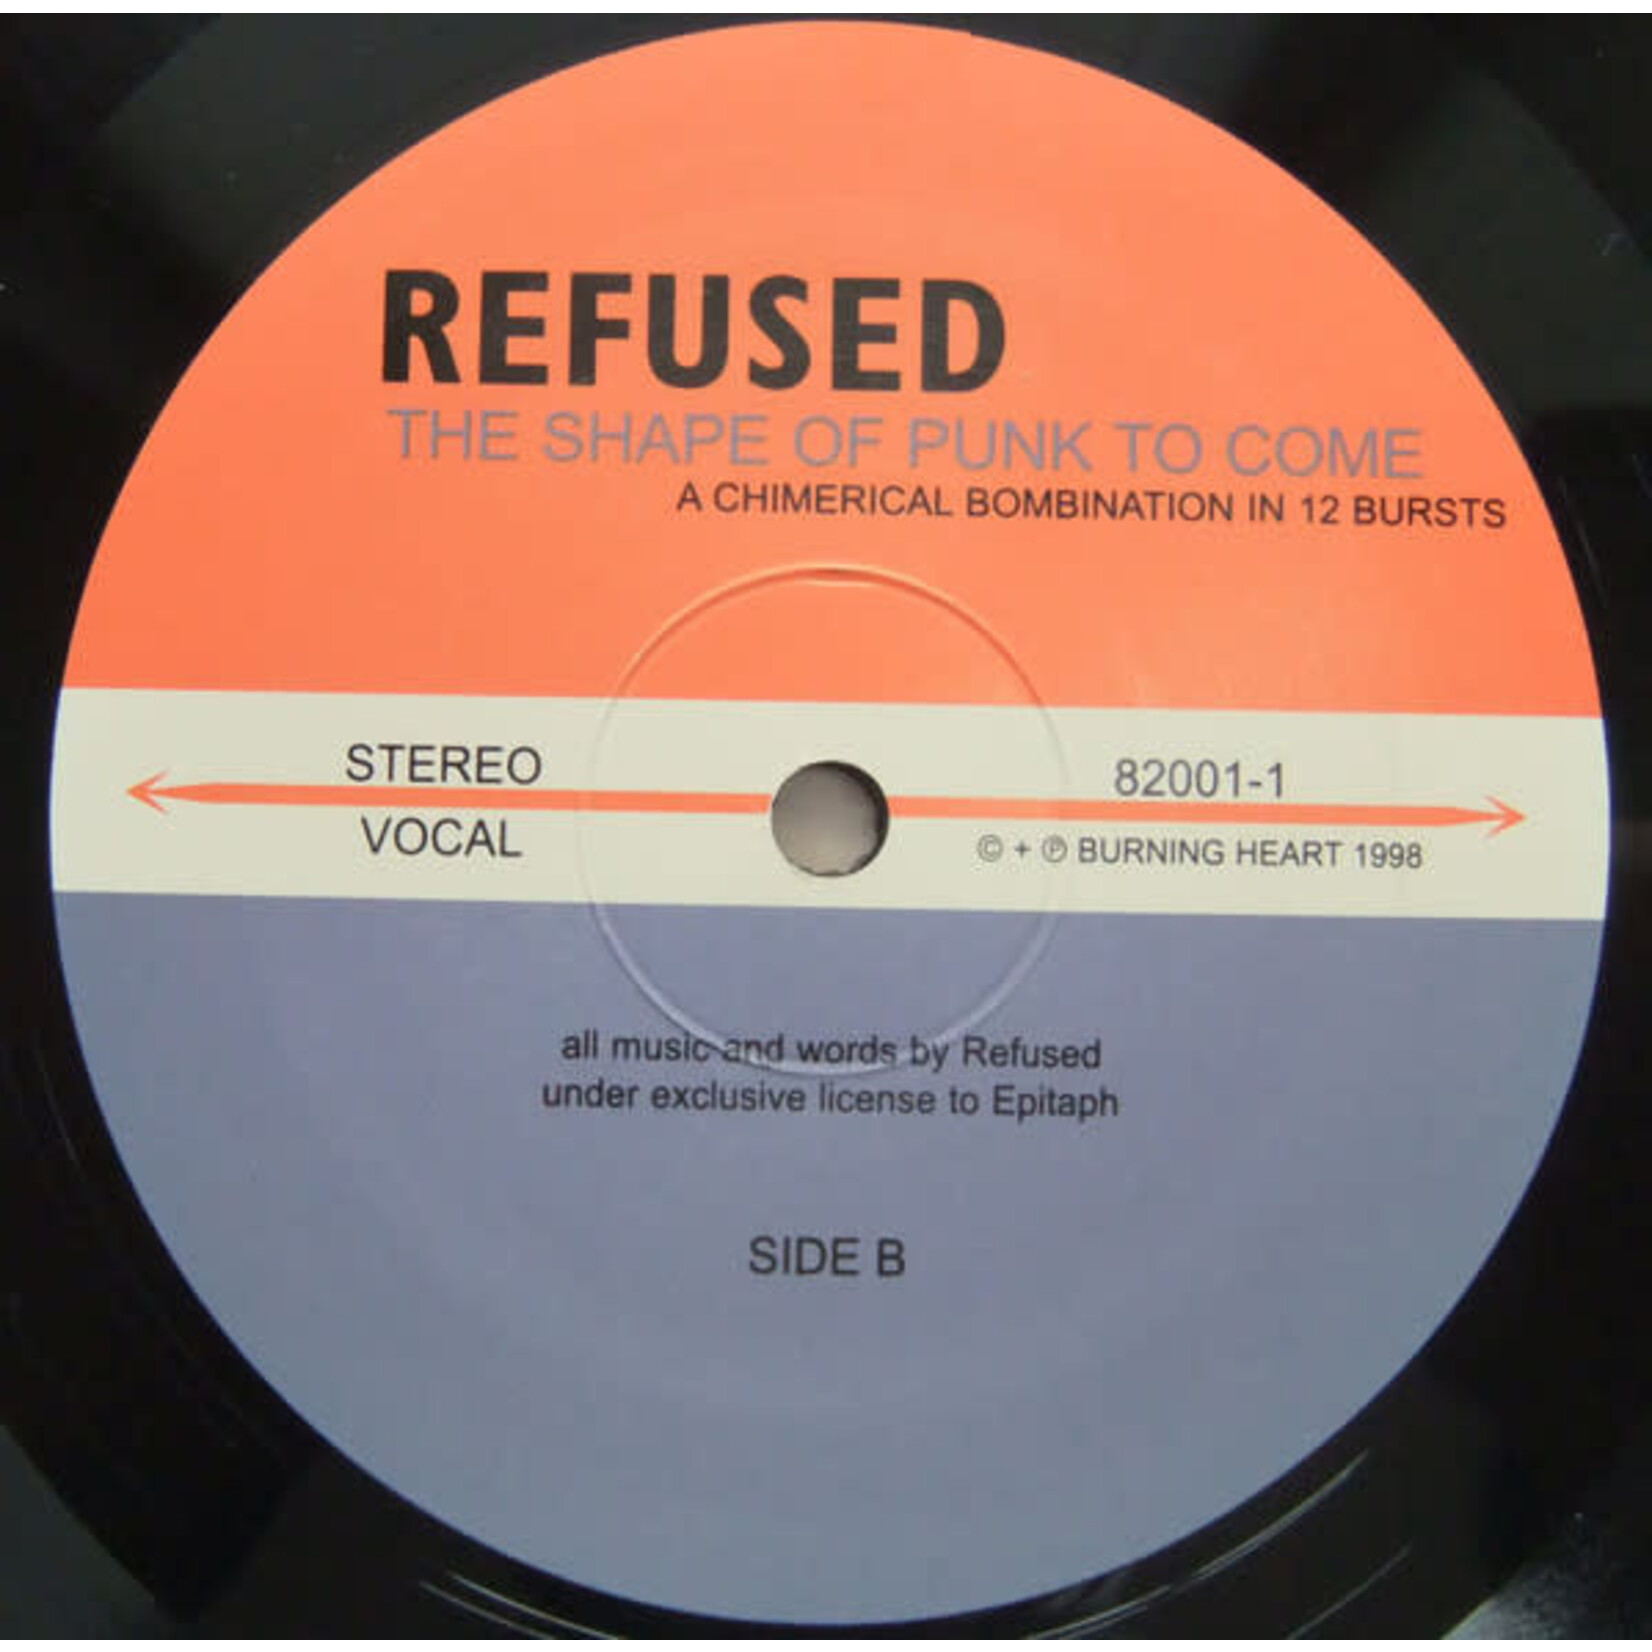 REFUSED
THE SHAPE OF PUNK TO COME
A CHIMERICAL BOMBINATION IN 12 BURSTS
STEREO
VOCAL
82001-1
© + ℗ BURNING HEART 1998
all music and words by Refused
under exclusive license to Epitaph
SIDE B